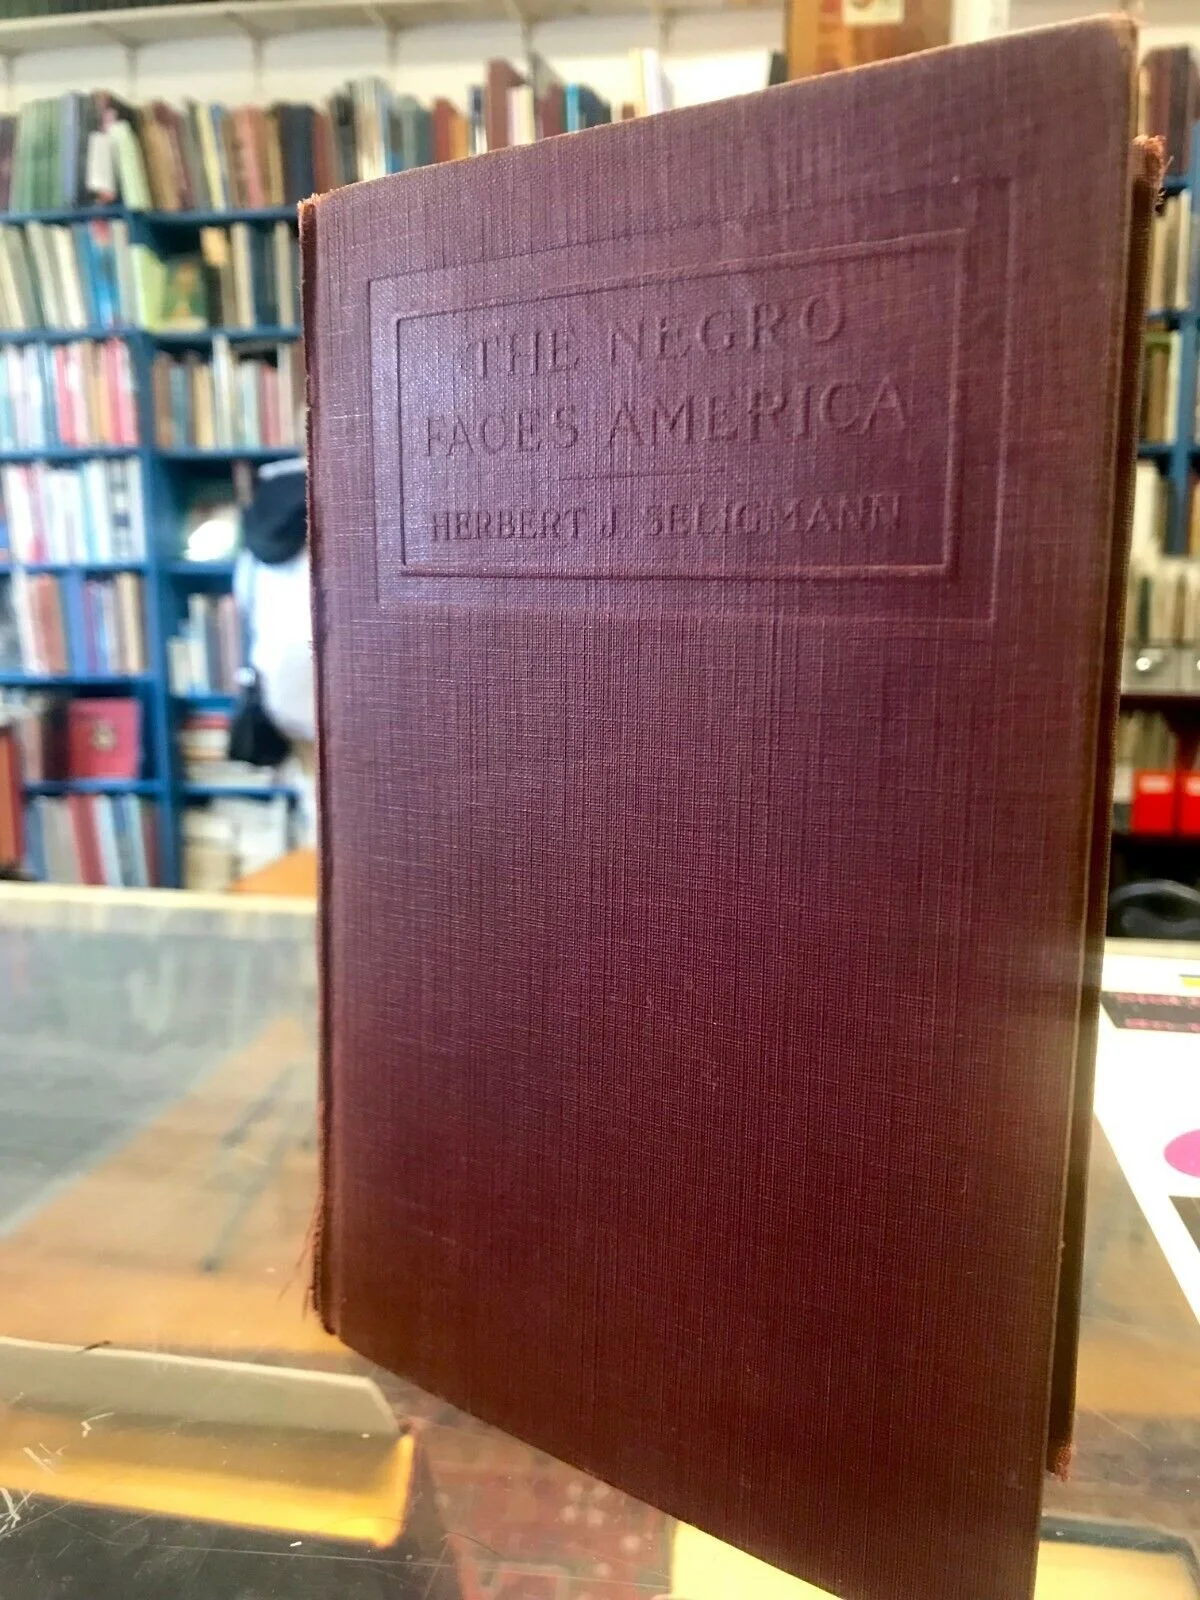 THE NEGRO
FACES AMERICA
HERBERT J. SELIGMANN